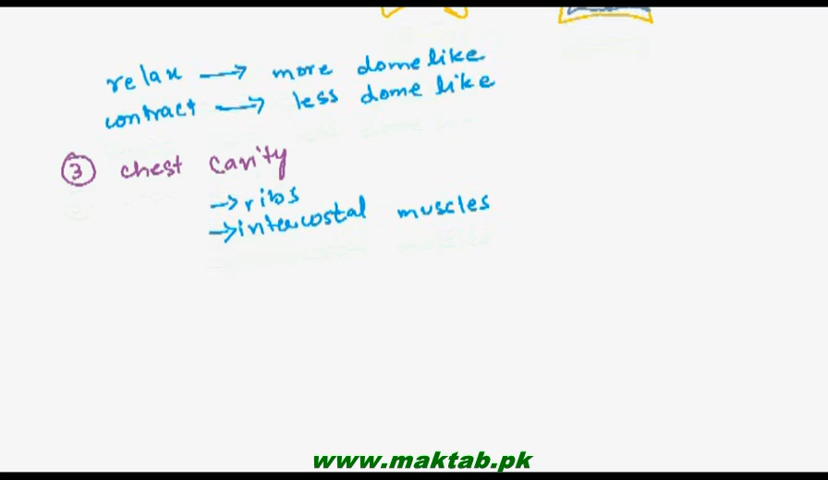 relax → more dome like
contract → less dome like
③ chest cavity
→ ribs
→ intercostal muscles
www.maktab.pk